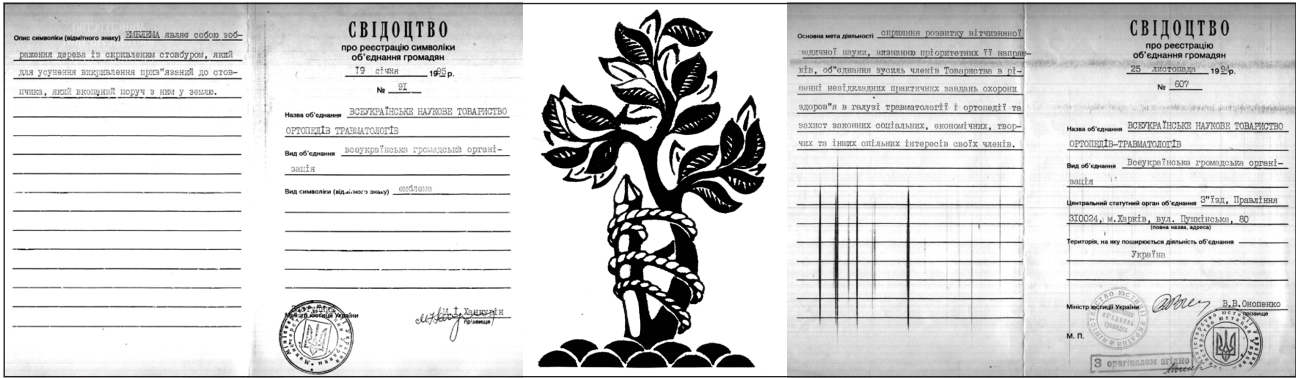 Опис символіки (відмітного знаку) ЕМБЛЕМА являє собою зоб-
раження дерева із скривленим стовбуром, який
для усунення викривлення прив"язаний до стов-
пчика, який вкопаний поруч з ним у землю.
СВІДОЦТВО
про реєстрацію символіки
об'єднання громадян
19 січня 1995 р.
№ 91
Назва об'єднання ВСЕУКРАЇНСЬКЕ НАУКОВЕ ТОВАРИСТВО
ОРТОПЕДІВ ТРАВМАТОЛОГІВ
Вид об'єднання всеукраїнська громадська органі-
зація
Вид символіки (відмітного знаку) емблема
Міністр юстиції України
прізвище
Основна мета діяльності сприяння розвитку вітчизняної
медичної науки, визнанню пріоритетних її напрям-
ків, об"єднання зусиль членів Товариства в рі-
шенні невідкладних практичних завдань охорони
здоров"я в галузі травматології і ортопедії та
захист законних соціальних, економічних, твор-
чих та інших спільних інтересів своїх членів.
СВІДОЦТВО
про реєстрацію
об'єднання громадян
25 листопада 1994 р.
№ 607
Назва об'єднання ВСЕУКРАЇНСЬКЕ НАУКОВЕ ТОВАРИСТВО
ОРТОПЕДІВ-ТРАВМАТОЛОГІВ
Вид об'єднання Всеукраїнська громадська органі-
зація
Центральний статутний орган об'єднання З"їзд, Правління
310024, м.Харків, вул. Пушкінська, 80
(повна назва, адреса)
Територія, на яку поширюється діяльність об'єднання
Україна
Міністр юстиції України В.В.Онопенко
прізвище
М. П.
З оригіналом згідно